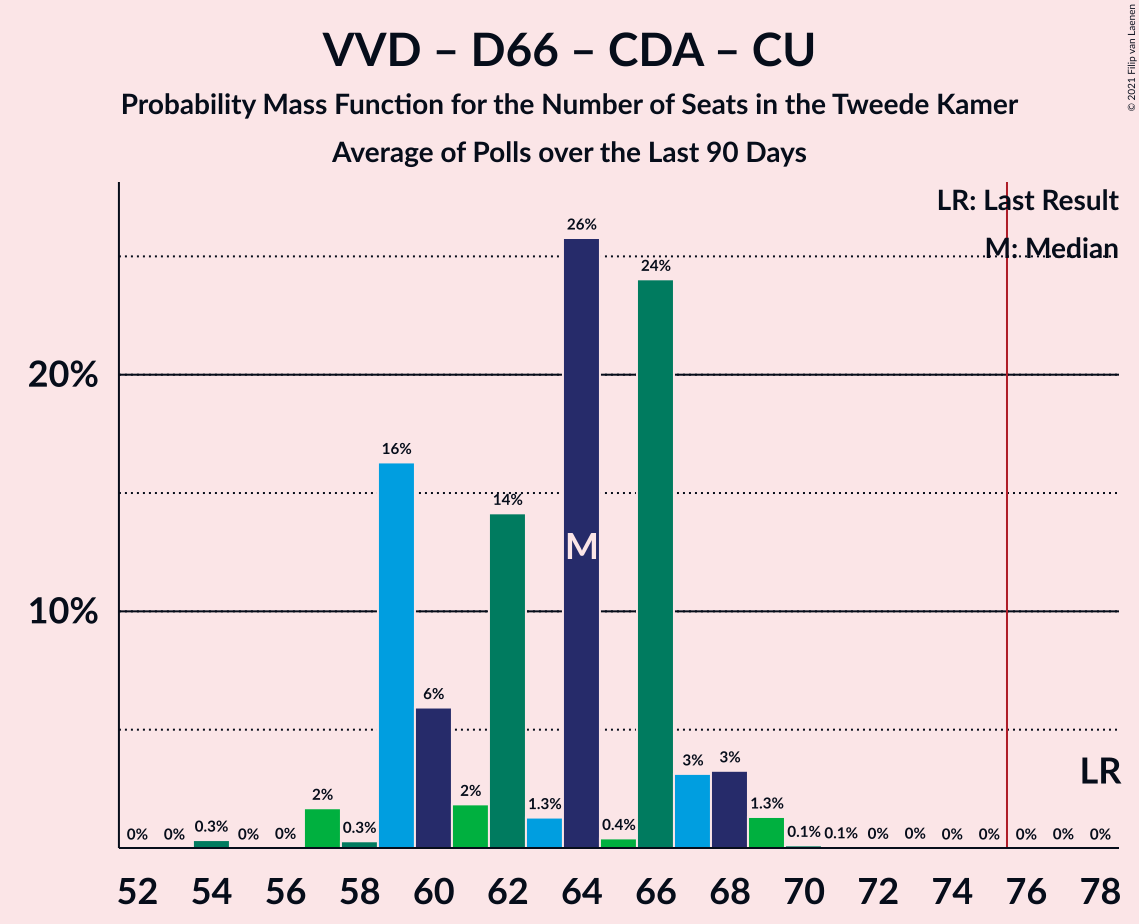 VVD – D66 – CDA – CU
Probability Mass Function for the Number of Seats in the Tweede Kamer
Average of Polls over the Last 90 Days
© 2021 Filip van Laenen
LR: Last Result
M: Median
20%
10%
0% 0% 0.3% 0% 0% 2% 0.3% 16% 6% 2% 14% 1.3% 26% 0.4% 24% 3% 3% 1.3% 0.1% 0.1% 0% 0% 0% 0% 0% 0% 0%
M
LR
52 54 56 58 60 62 64 66 68 70 72 74 76 78